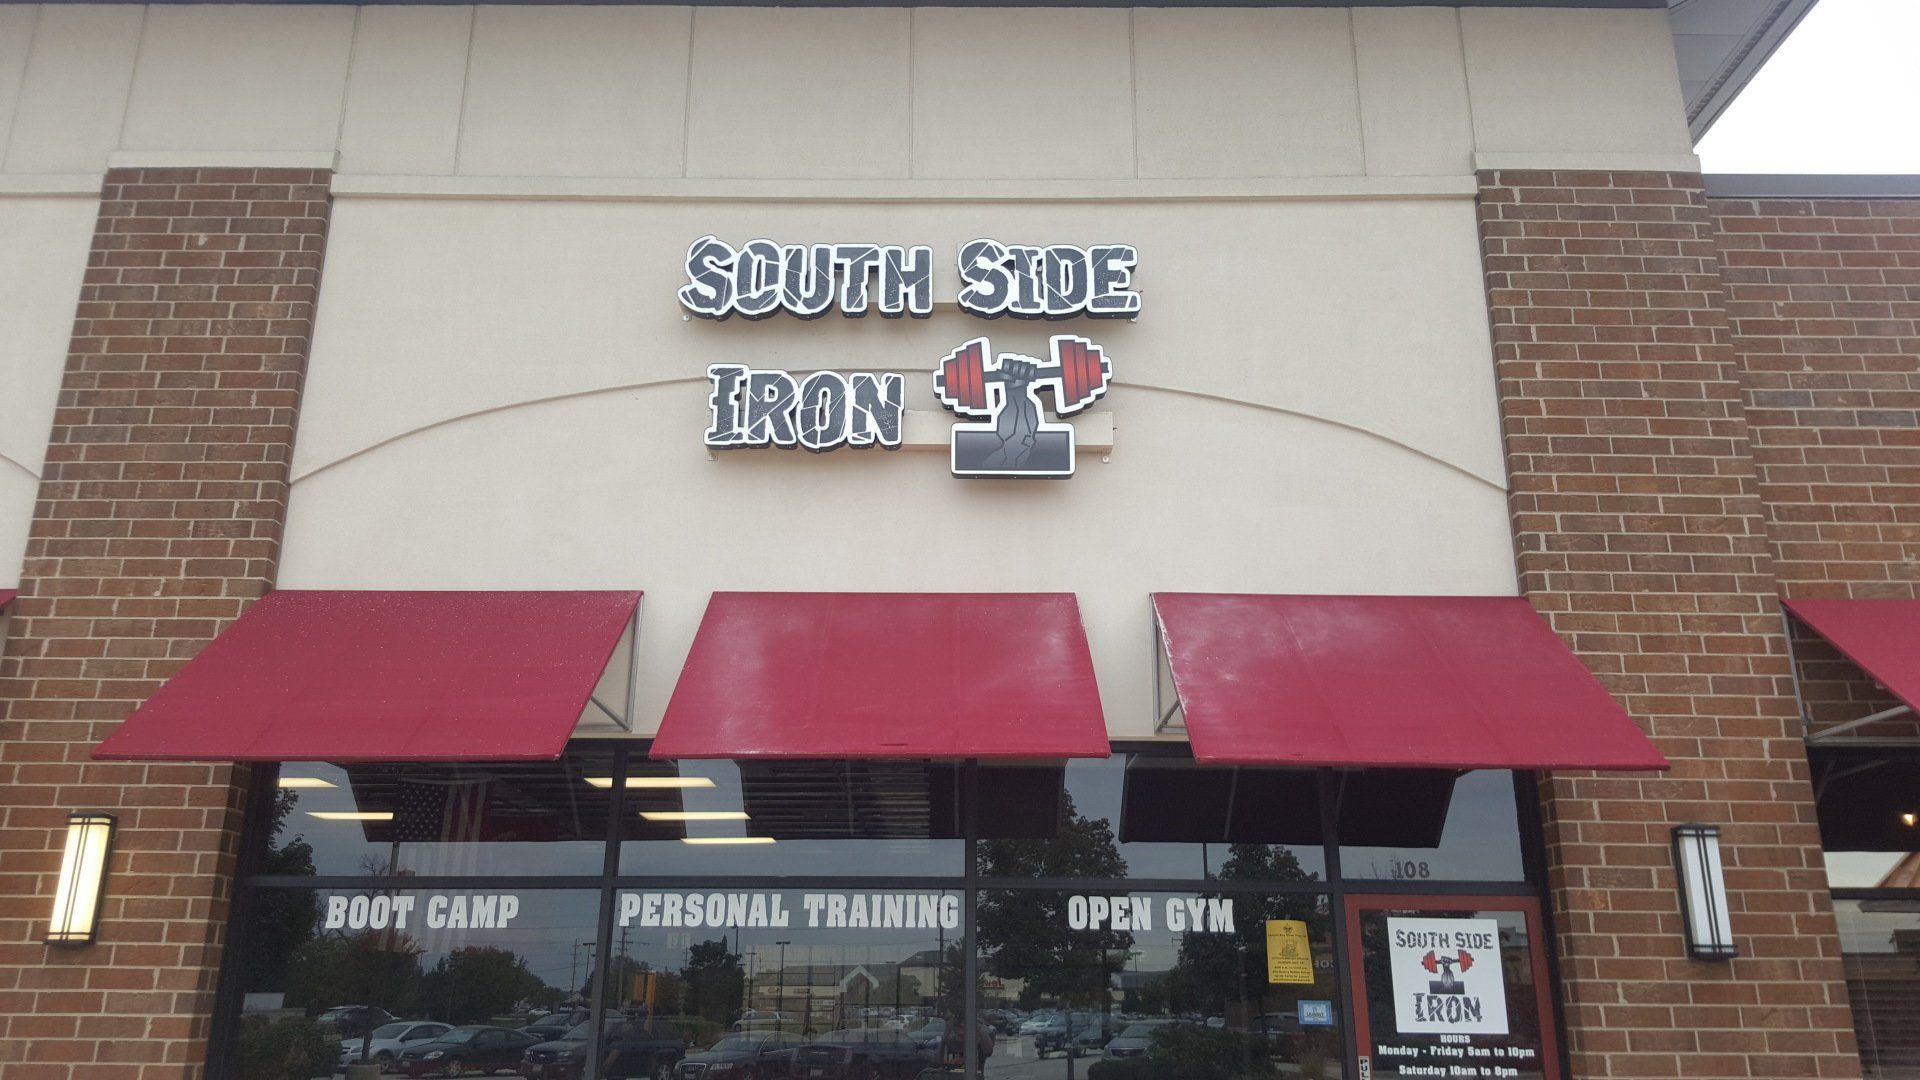 SOUTH SIDE
IRON
108
BOOT CAMP
PERSONAL TRAINING
OPEN GYM
SOUTH SIDE
IRON
HOURS
Monday - Friday 5am to 10pm
Saturday 10am to 8pm